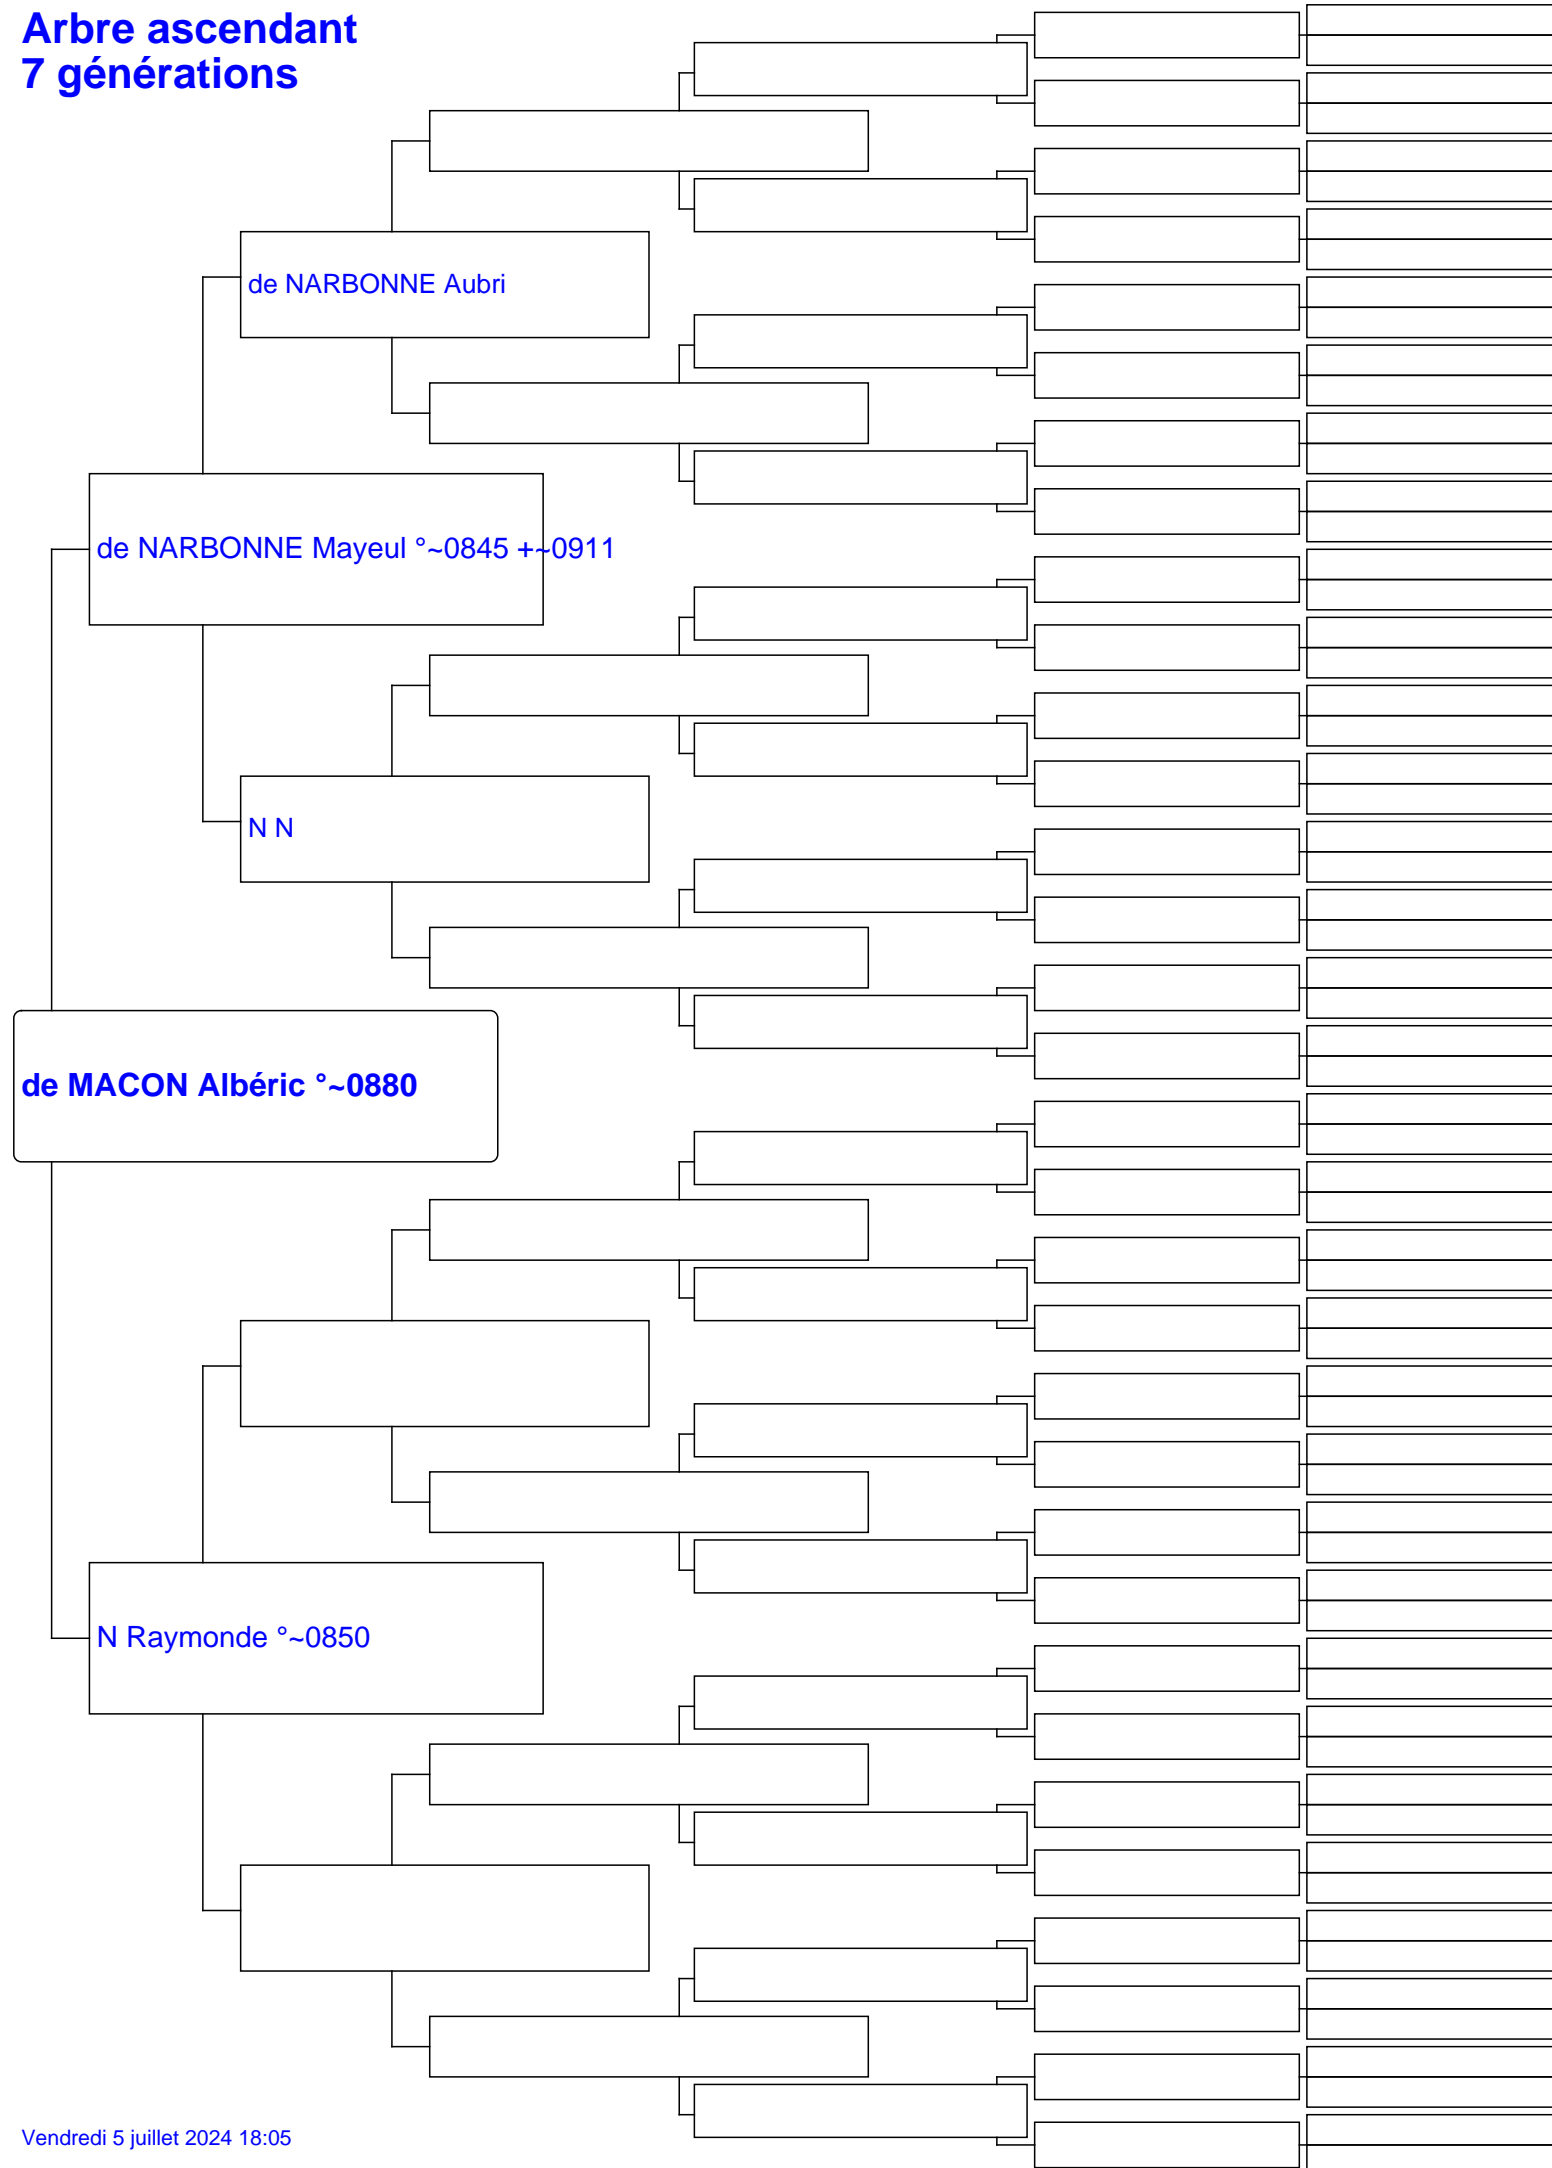 Arbre ascendant
7 générations
de NARBONNE Aubri
de NARBONNE Mayeul °~0845 +~0911
N N
de MACON Albéric °~0880
N Raymonde °~0850
Vendredi 5 juillet 2024 18:05